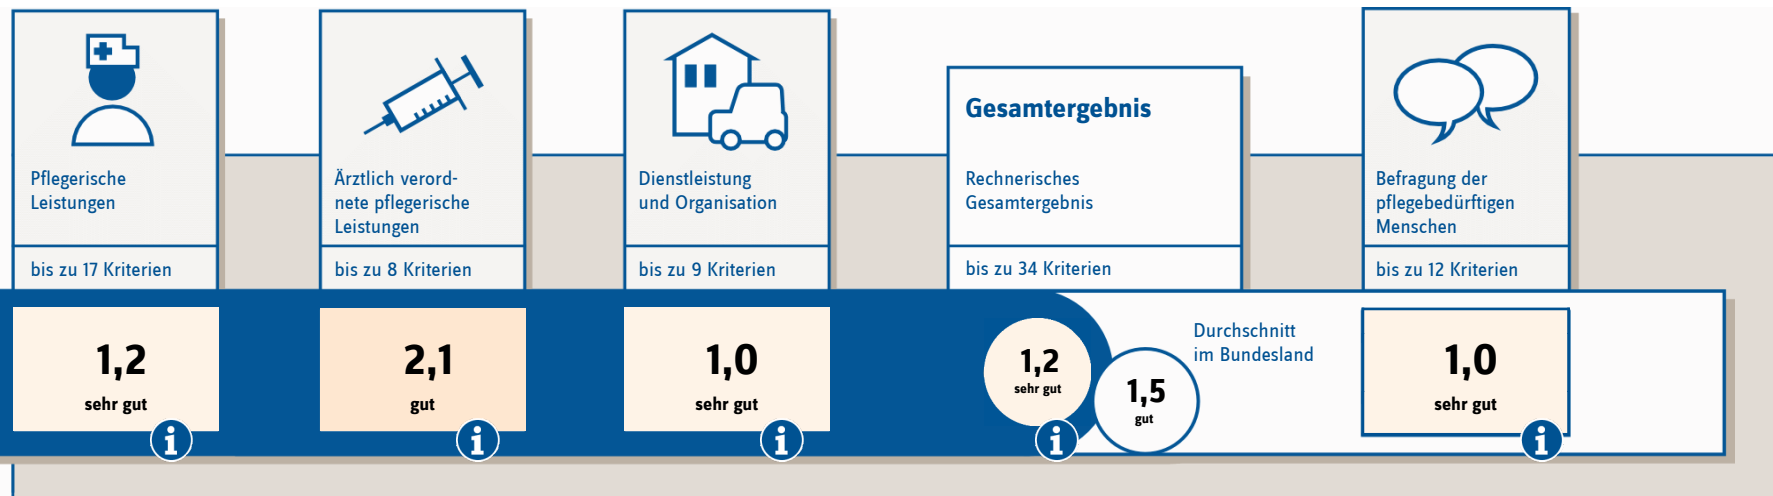 Pflegerische
Leistungen
bis zu 17 Kriterien
1,2
sehr gut
i
Ärztlich verord-
nete pflegerische
Leistungen
bis zu 8 Kriterien
2,1
gut
i
Dienstleistung
und Organisation
bis zu 9 Kriterien
1,0
sehr gut
i
Gesamtergebnis
Rechnerisches
Gesamtergebnis
bis zu 34 Kriterien
1,2
sehr gut
i
1,5
gut
Durchschnitt
im Bundesland
Befragung der
pflegebedürftigen
Menschen
bis zu 12 Kriterien
1,0
sehr gut
i